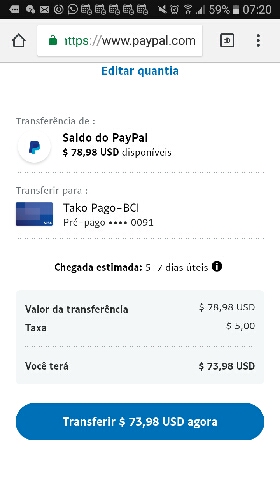 59% 07:20
https://www.paypal.com
Editar quantia
Transferência de :
Saldo do PayPal
$ 78,98 USD disponíveis
Transferir para :
Tako Pago-BCI
Pré-pago •••• 0091
Chegada estimada: 5-7 dias úteis
Valor da transferência $ 78,98 USD
Taxa $ 5,00
Você terá $ 73,98 USD
Transferir $ 73,98 USD agora